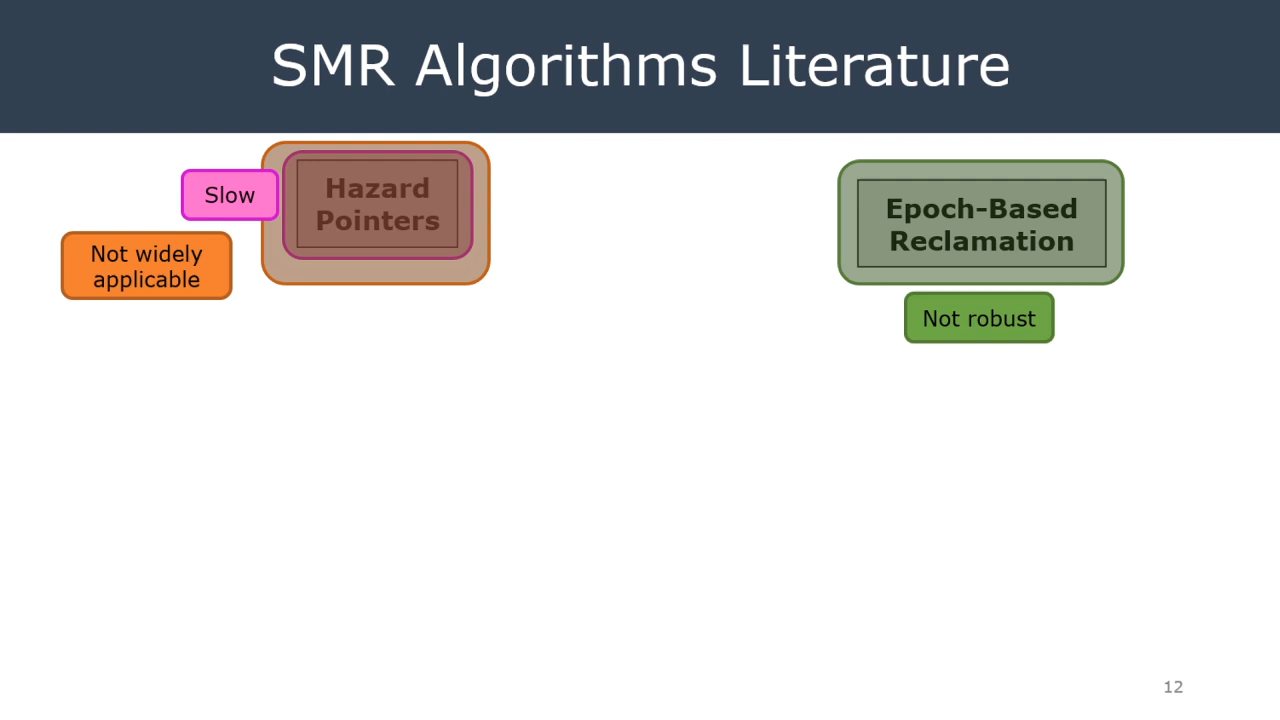 SMR Algorithms Literature
Slow
Hazard
Pointers
Not widely
applicable
Epoch-Based
Reclamation
Not robust
12